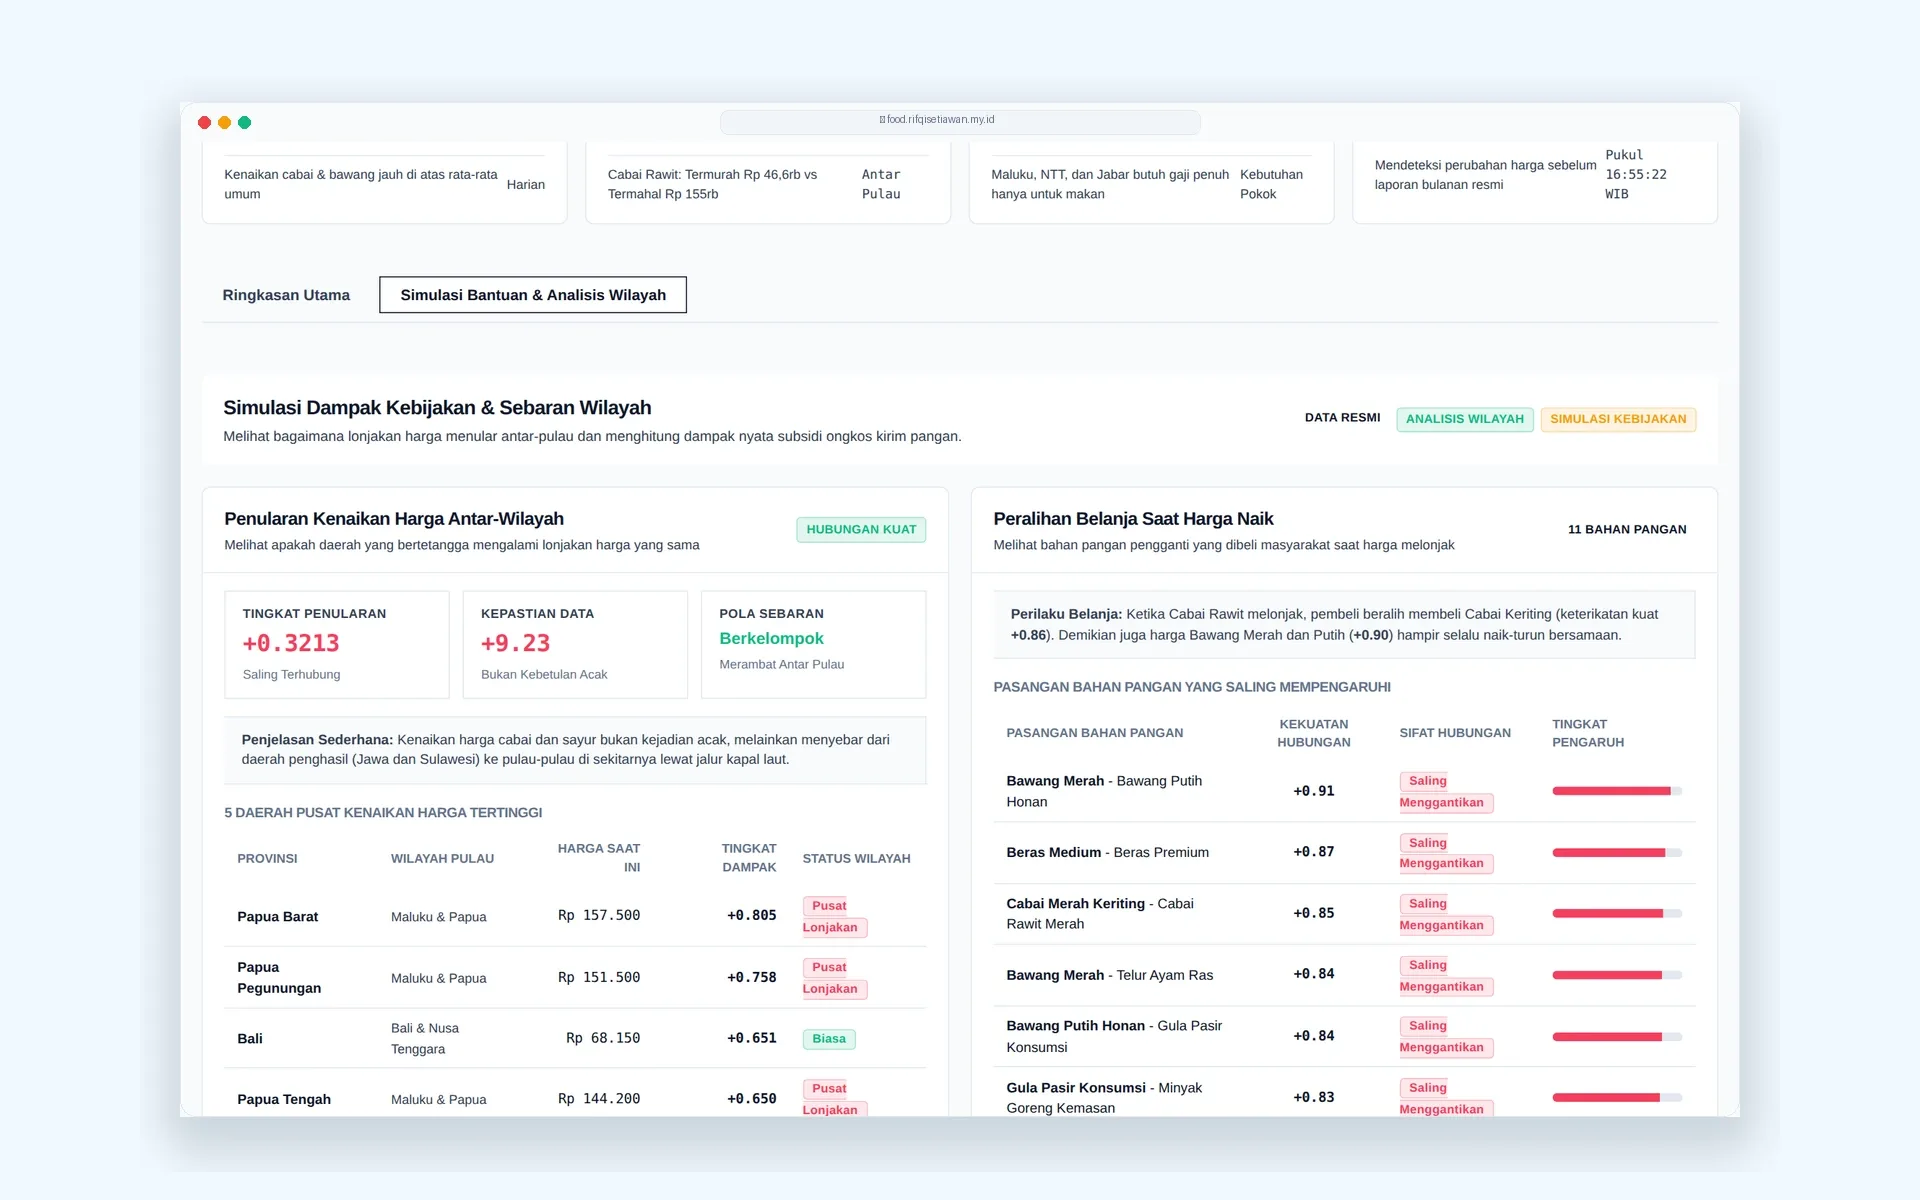 food.rifqisetiawan.my.id
Kenaikan cabai & bawang jauh di atas rata-rata
umum
Harian
Cabai Rawit: Termurah Rp 46,6rb vs
Termahal Rp 155rb
Antar
Pulau
Maluku, NTT, dan Jabar butuh gaji penuh
hanya untuk makan
Kebutuhan
Pokok
Mendeteksi perubahan harga sebelum
laporan bulanan resmi
Pukul
16:55:22
WIB
Ringkasan Utama
Simulasi Bantuan & Analisis Wilayah
Simulasi Dampak Kebijakan & Sebaran Wilayah
Melihat bagaimana lonjakan harga menular antar-pulau dan menghitung dampak nyata subsidi ongkos kirim pangan.
DATA RESMI
ANALISIS WILAYAH
SIMULASI KEBIJAKAN
Penularan Kenaikan Harga Antar-Wilayah
Melihat apakah daerah yang bertetangga mengalami lonjakan harga yang sama
HUBUNGAN KUAT
TINGKAT PENULARAN
+0.3213
Saling Terhubung
KEPASTIAN DATA
+9.23
Bukan Kebetulan Acak
POLA SEBARAN
Berkelompok
Merambat Antar Pulau
Penjelasan Sederhana: Kenaikan harga cabai dan sayur bukan kejadian acak, melainkan menyebar dari
daerah penghasil (Jawa dan Sulawesi) ke pulau-pulau di sekitarnya lewat jalur kapal laut.
5 DAERAH PUSAT KENAIKAN HARGA TERTINGGI
PROVINSI
WILAYAH PULAU
HARGA SAAT
INI
TINGKAT
DAMPAK
STATUS WILAYAH
Papua Barat
Maluku & Papua
Rp 157.500
+0.805
Pusat
Lonjakan
Papua
Pegunungan
Maluku & Papua
Rp 151.500
+0.758
Pusat
Lonjakan
Bali
Bali & Nusa
Tenggara
Rp 68.150
+0.651
Biasa
Papua Tengah
Maluku & Papua
Rp 144.200
+0.650
Pusat
Lonjakan
Peralihan Belanja Saat Harga Naik
Melihat bahan pangan pengganti yang dibeli masyarakat saat harga melonjak
11 BAHAN PANGAN
Perilaku Belanja: Ketika Cabai Rawit melonjak, pembeli beralih membeli Cabai Keriting (keterikatan kuat
+0.86). Demikian juga harga Bawang Merah dan Putih (+0.90) hampir selalu naik-turun bersamaan.
PASANGAN BAHAN PANGAN YANG SALING MEMPENGARUHI
PASANGAN BAHAN PANGAN
KEKUATAN
HUBUNGAN
SIFAT HUBUNGAN
TINGKAT
PENGARUH
Bawang Merah - Bawang Putih
Honan
+0.91
Saling
Menggantikan
Beras Medium - Beras Premium
+0.87
Saling
Menggantikan
Cabai Merah Keriting - Cabai
Rawit Merah
+0.85
Saling
Menggantikan
Bawang Merah - Telur Ayam Ras
+0.84
Saling
Menggantikan
Bawang Putih Honan - Gula Pasir
Konsumsi
+0.84
Saling
Menggantikan
Gula Pasir Konsumsi - Minyak
Goreng Kemasan
+0.83
Saling
Menggantikan